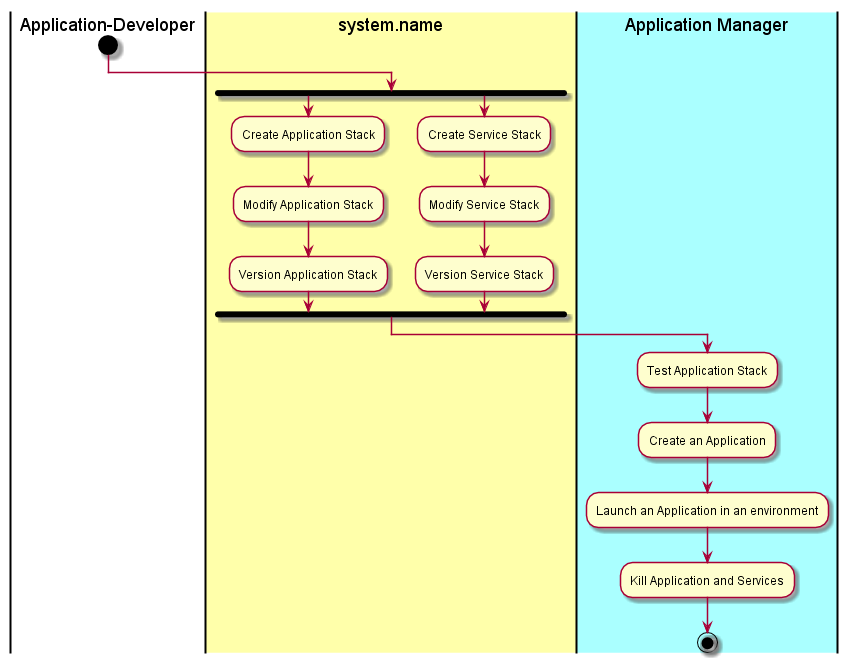 Application-Developer
system.name
Application Manager
Create Application Stack
Create Service Stack
Modify Application Stack
Modify Service Stack
Version Application Stack
Version Service Stack
Test Application Stack
Create an Application
Launch an Application in an environment
Kill Application and Services